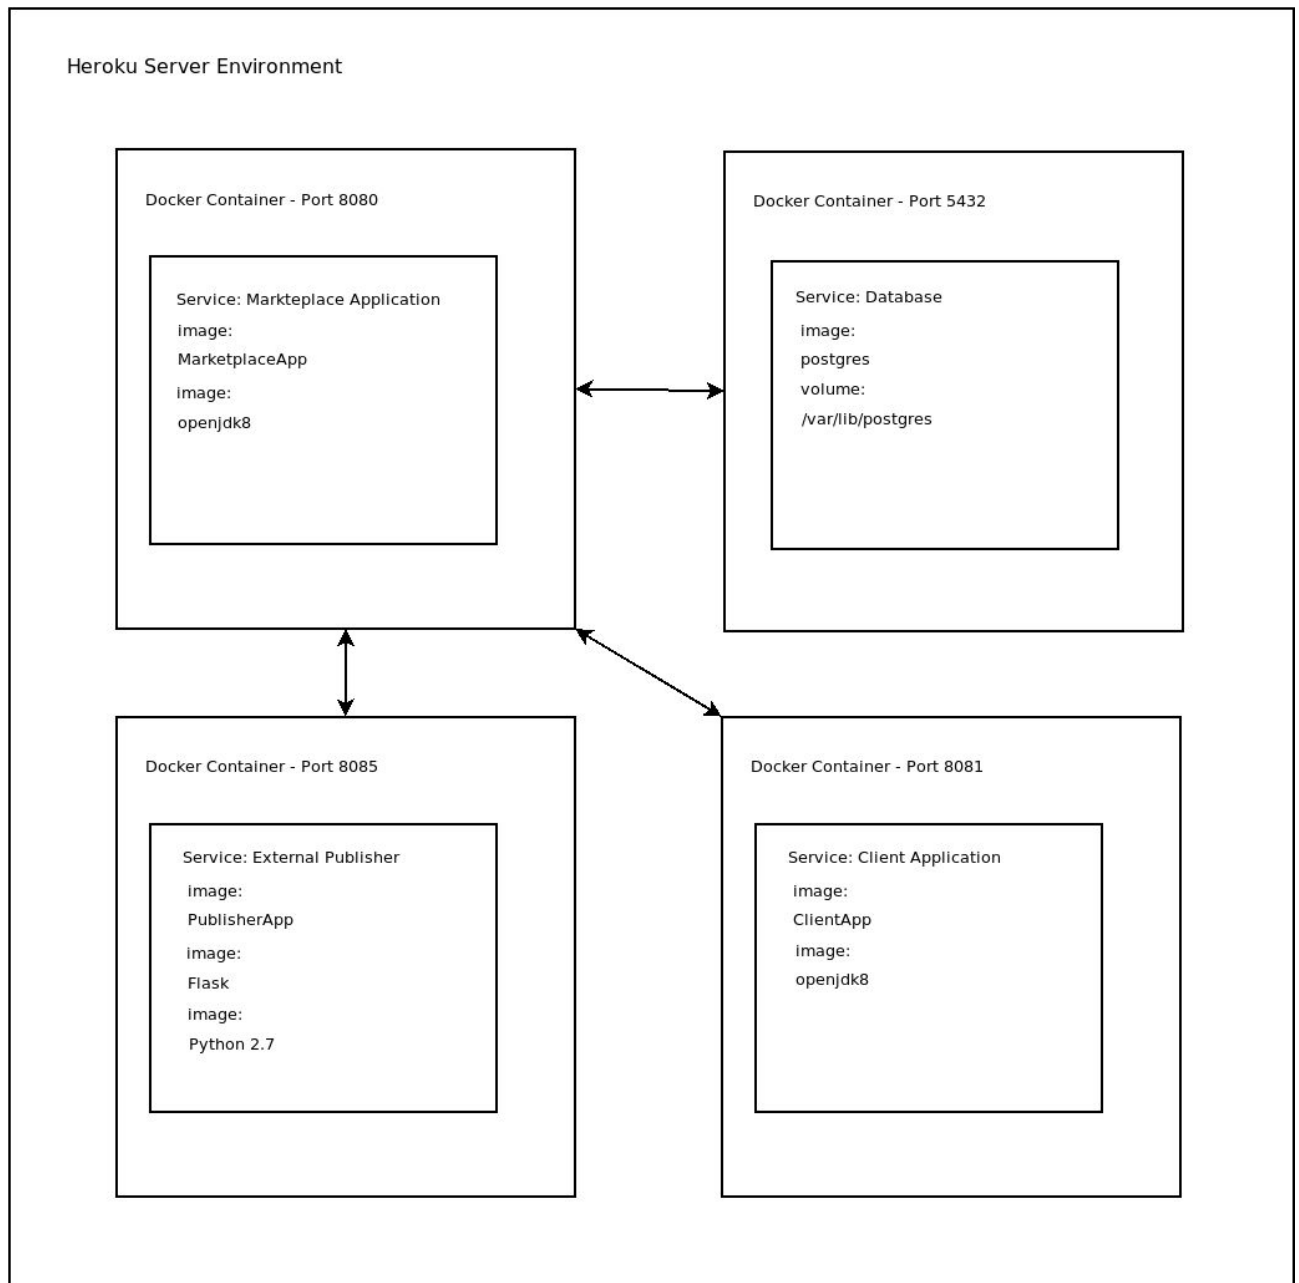 Heroku Server Environment
Docker Container - Port 8080
Service: Markteplace Application
image:
MarketplaceApp
image:
openjdk8
Docker Container - Port 5432
Service: Database
image:
postgres
volume:
/var/lib/postgres
Docker Container - Port 8085
Service: External Publisher
image:
PublisherApp
image:
Flask
image:
Python 2.7
Docker Container - Port 8081
Service: Client Application
image:
ClientApp
image:
openjdk8